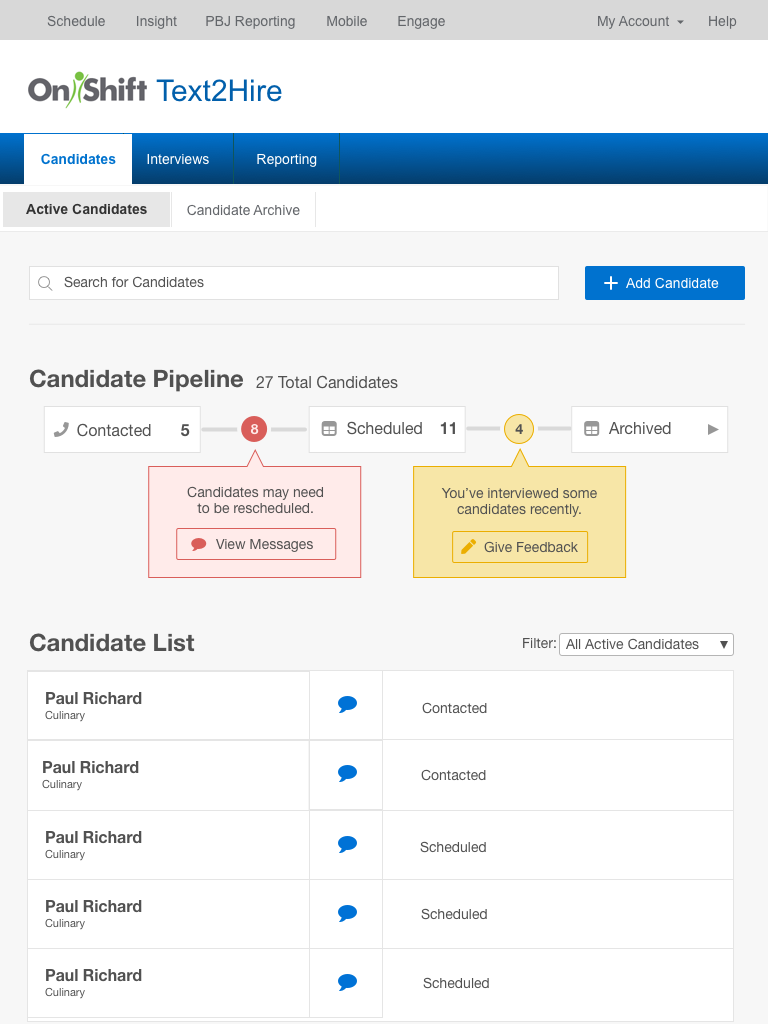 Schedule Insight PBJ Reporting Mobile Engage My Account Help
OnShift Text2Hire
Candidates Interviews Reporting
Active Candidates Candidate Archive
Search for Candidates Add Candidate
Candidate Pipeline 27 Total Candidates
Contacted 5 8 Scheduled 11 4 Archived
Candidates may need
to be rescheduled.
View Messages
You’ve interviewed some
candidates recently.
Give Feedback
Candidate List Filter: All Active Candidates
Paul Richard
Culinary
Contacted
Paul Richard
Culinary
Contacted
Paul Richard
Culinary
Scheduled
Paul Richard
Culinary
Scheduled
Paul Richard
Culinary
Scheduled